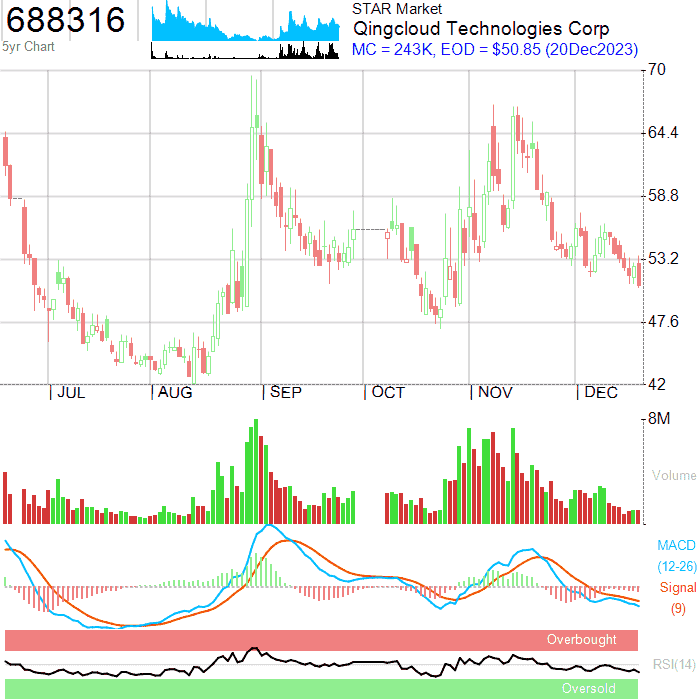 688316
5yr Chart
STAR Market
Qingcloud Technologies Corp
MC = 243K, EOD = $50.85 (20Dec2023)
70
64.4
58.8
53.2
47.6
42
JUL AUG SEP OCT NOV DEC
8M
Volume
MACD
(12-26)
Signal
(9)
Overbought
RSI(14)
Oversold